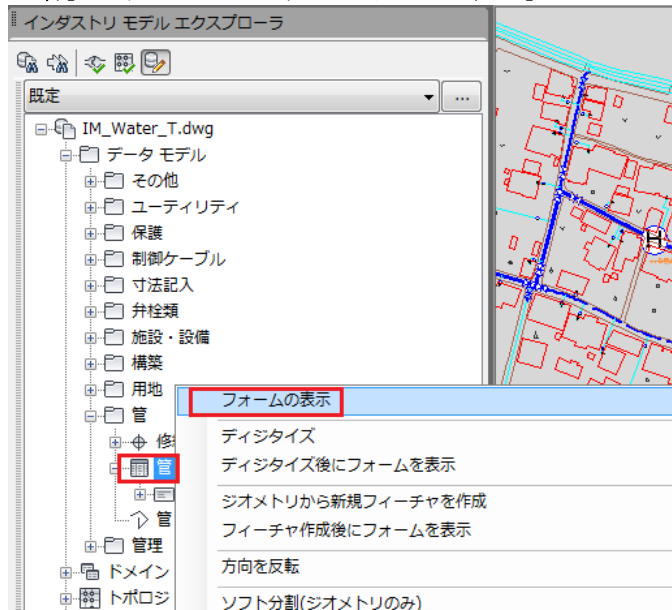 インダストリ モデル エクスプローラ
既定
...
IM_Water_T.dwg
データ モデル
その他
ユーティリティ
保護
制御ケーブル
寸法記入
弁栓類
施設・設備
構築
用地
管
管
管
管理
ドメイン
トポロジ
フォームの表示
ディジタイズ
ディジタイズ後にフォームを表示
ジオメトリから新規フィーチャを作成
フィーチャ作成後にフォームを表示
方向を反転
ソフト分割(ジオメトリのみ)
H